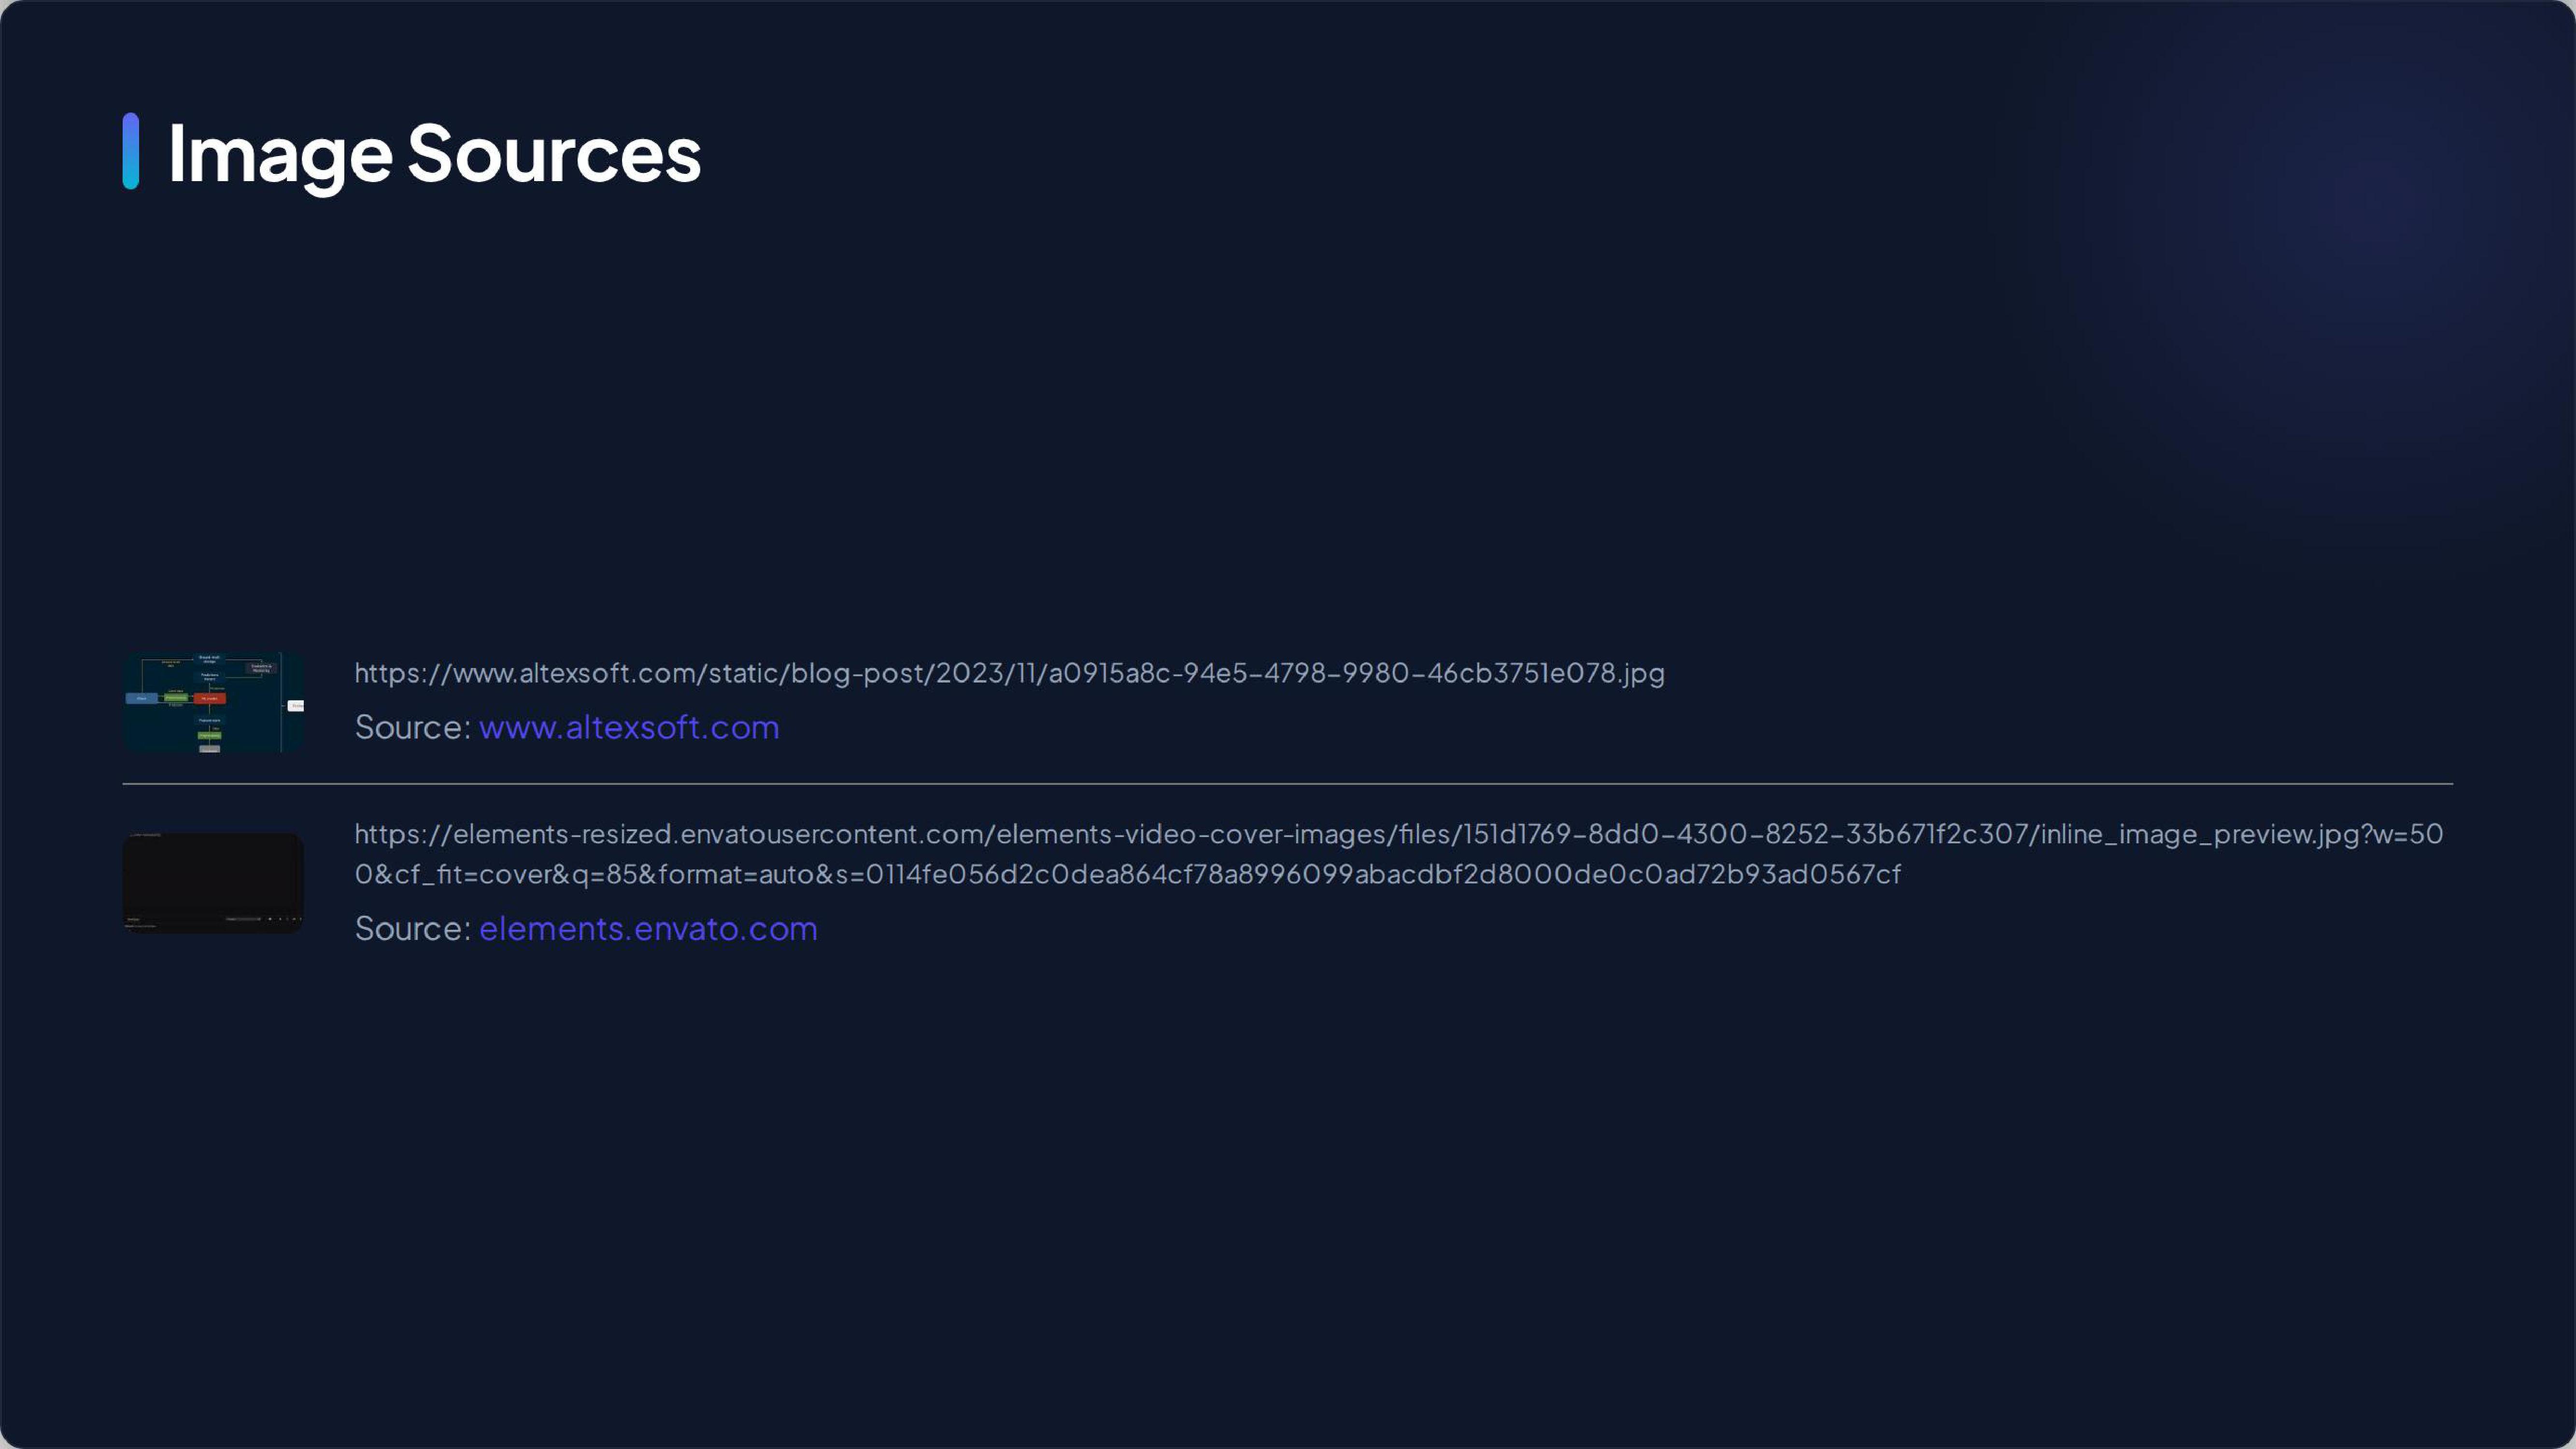 Image Sources
https://www.altexsoft.com/static/blog-post/2023/11/a0915a8c-94e5-4798-9980-46cb3751e078.jpg
Source: www.altexsoft.com
https://elements-resized.envatousercontent.com/elements-video-cover-images/files/151d1769-8dd0-4300-8252-33b671f2c307/inline_image_preview.jpg?w=50
0&cf_fit=cover&q=85&format=auto&s=0114fe056d2c0dea864cf78a8996099abacdbf2d8000de0c0ad72b93ad0567cf
Source: elements.envato.com